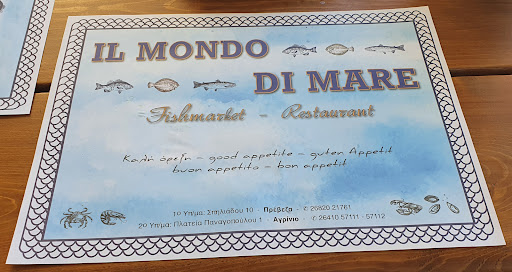 IL MONDO
DI MARE
Fishmarket - Restaurant
Καλή όρεξη - good appetite - guten Appetit
buon appetito - bon appetit
1ο Υπ/μα: Σπηλιάδου 10 - Πρέβεζα - ✆ 26820 21761
2ο Υπ/μα: Πλατεία Παναγοπούλου 1 - Αγρίνιο - ✆ 26410 57111 - 57112